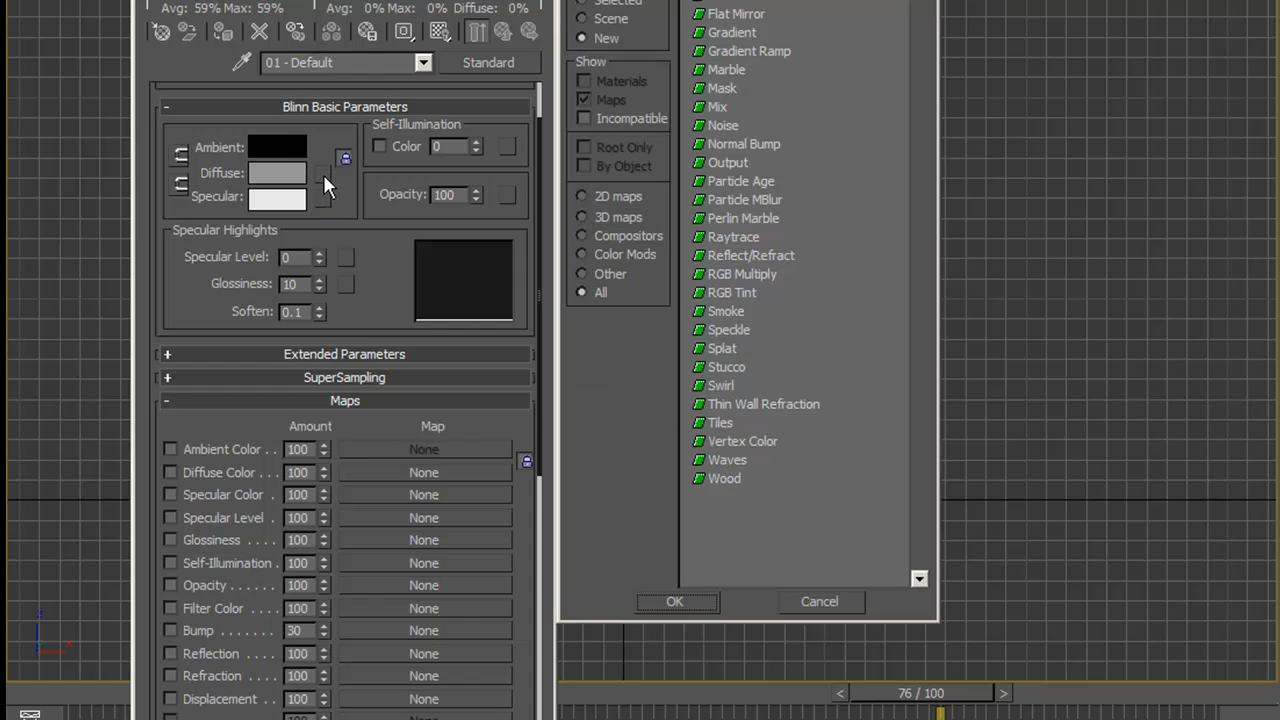 Avg: 59% Max: 59%
Avg: 0% Max: 0% Diffuse: 0%
01 - Default
Standard
- Blinn Basic Parameters
Ambient:
Diffuse:
Specular:
Self-Illumination
Color 0
Opacity: 100
Specular Highlights
Specular Level: 0
Glossiness: 10
Soften: 0.1
+ Extended Parameters
+ SuperSampling
- Maps
Amount Map
Ambient Color . . 100 None
Diffuse Color . . . 100 None
Specular Color . 100 None
Specular Level . 100 None
Glossiness . . . . 100 None
Self-Illumination . 100 None
Opacity . . . . . . 100 None
Filter Color . . . . 100 None
Bump . . . . . . . 30 None
Reflection . . . . 100 None
Refraction . . . . 100 None
Displacement . . 100 None
Selected
Scene
New
Show
Materials
Maps
Incompatible
Root Only
By Object
2D maps
3D maps
Compositors
Color Mods
Other
All
Flat Mirror
Gradient
Gradient Ramp
Marble
Mask
Mix
Noise
Normal Bump
Output
Particle Age
Particle MBlur
Perlin Marble
Raytrace
Reflect/Refract
RGB Multiply
RGB Tint
Smoke
Speckle
Splat
Stucco
Swirl
Thin Wall Refraction
Tiles
Vertex Color
Waves
Wood
OK
Cancel
< 76 / 100 >